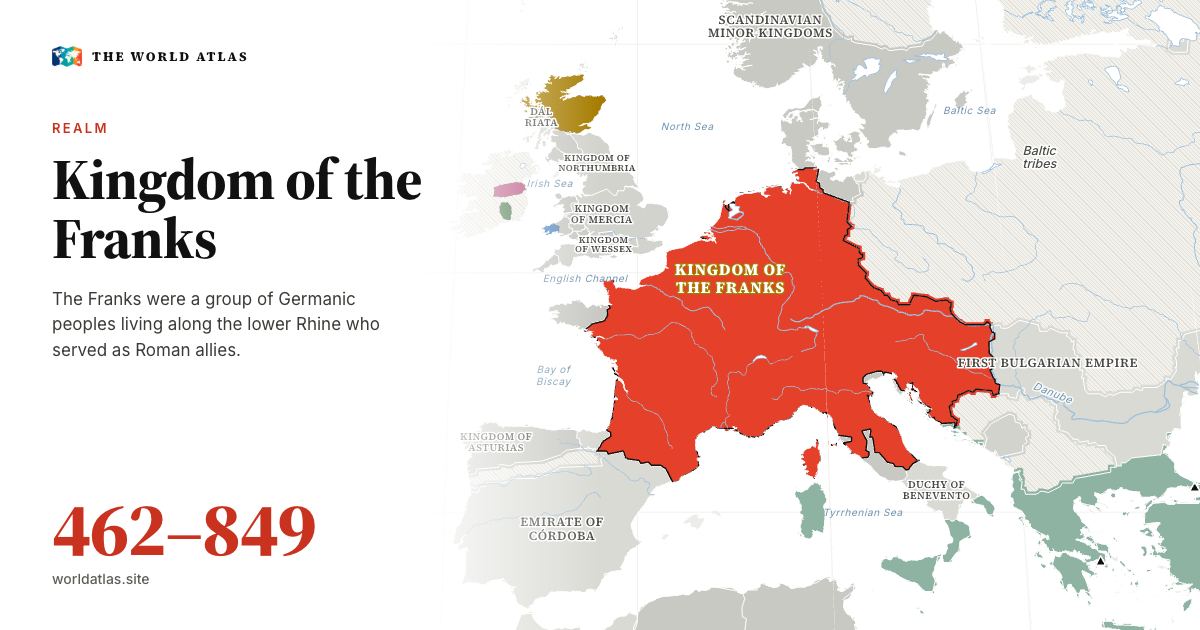 THE WORLD ATLAS
REALM
Kingdom of the
Franks
The Franks were a group of Germanic
peoples living along the lower Rhine who
served as Roman allies.
462–849
worldatlas.site
SCANDINAVIAN
MINOR KINGDOMS
DÁL
RIATA
North Sea
Baltic Sea
Baltic
tribes
KINGDOM OF
NORTHUMBRIA
Irish Sea
KINGDOM
OF MERCIA
KINGDOM
OF WESSEX
English Channel
KINGDOM OF
THE FRANKS
Bay of
Biscay
FIRST BULGARIAN EMPIRE
Danube
KINGDOM OF
ASTURIAS
DUCHY OF
BENEVENTO
Tyrrhenian Sea
EMIRATE OF
CÓRDOBA